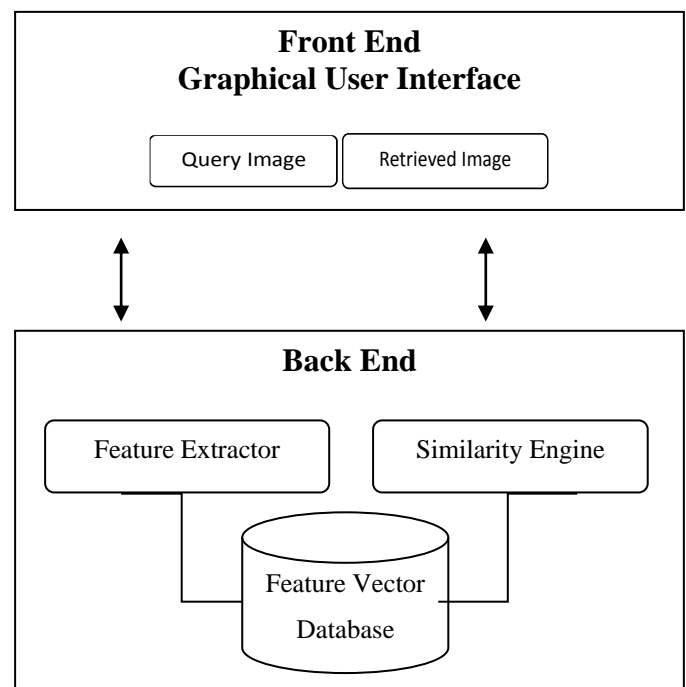 Front End
Graphical User Interface
Query Image
Retrieved Image
Back End
Feature Extractor
Similarity Engine
Feature Vector
Database